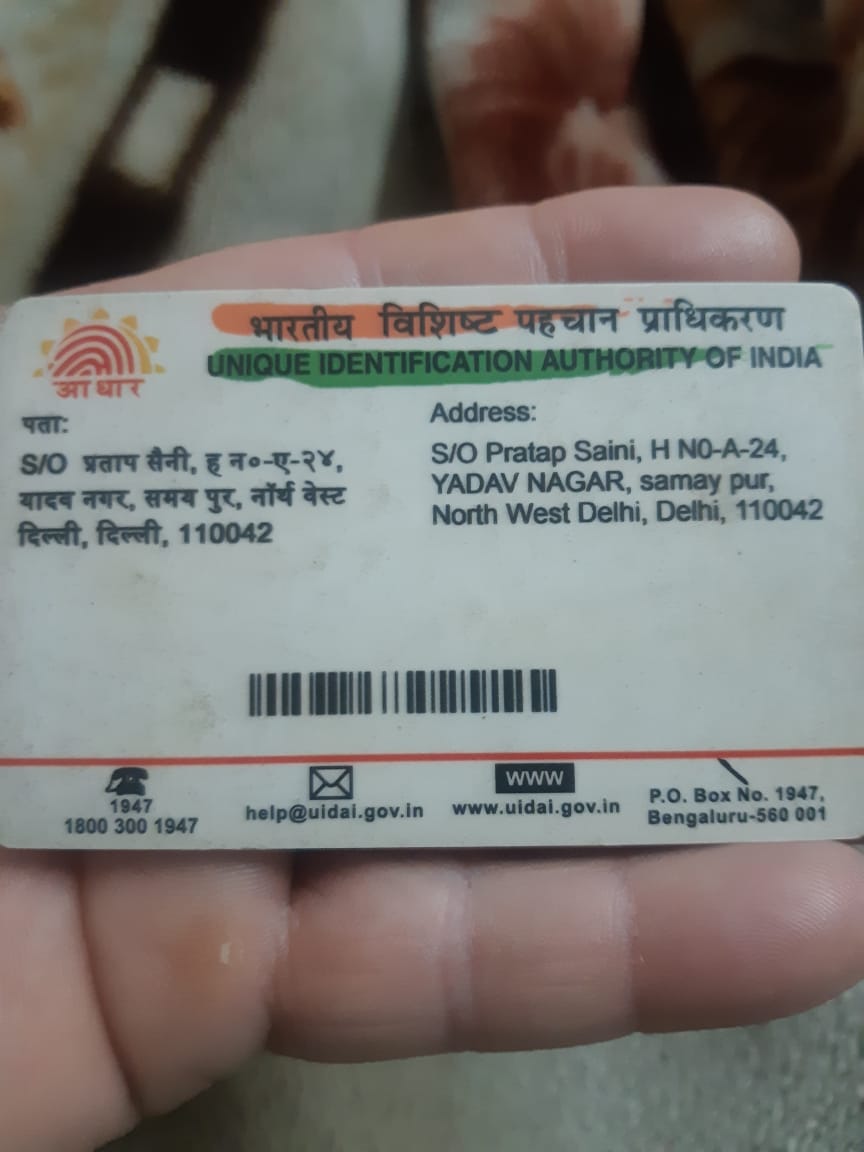 भारतीय विशिष्ट पहचान प्राधिकरण
UNIQUE IDENTIFICATION AUTHORITY OF INDIA
आधार
पता:
S/O प्रताप सैनी, ह न०-ए-२४,
यादव नगर, समय पुर, नॉर्थ वेस्ट
दिल्ली, दिल्ली, 110042
Address:
S/O Pratap Saini, H N0-A-24,
YADAV NAGAR, samay pur,
North West Delhi, Delhi, 110042
1947
1800 300 1947
help@uidai.gov.in
www
www.uidai.gov.in
P.O. Box No. 1947,
Bengaluru-560 001